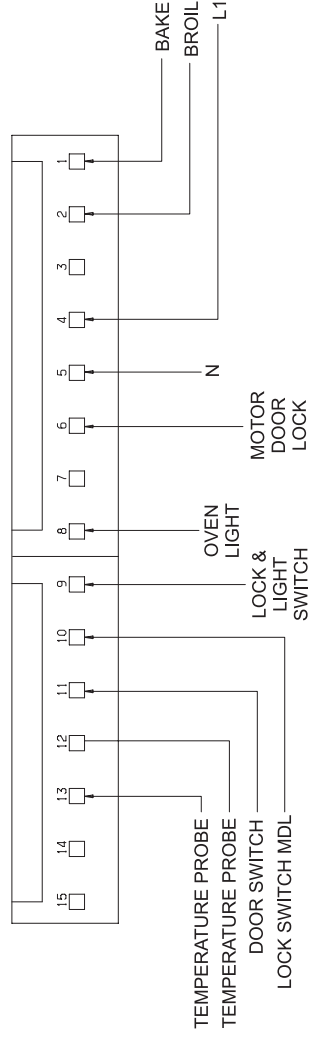 BAKE
BROIL
L1
1
2
3
4
5
6
7
8
9
10
11
12
13
14
15
N
MOTOR
DOOR
LOCK
OVEN
LIGHT
LOCK &
LIGHT
SWITCH
TEMPERATURE PROBE
TEMPERATURE PROBE
DOOR SWITCH
LOCK SWITCH MDL